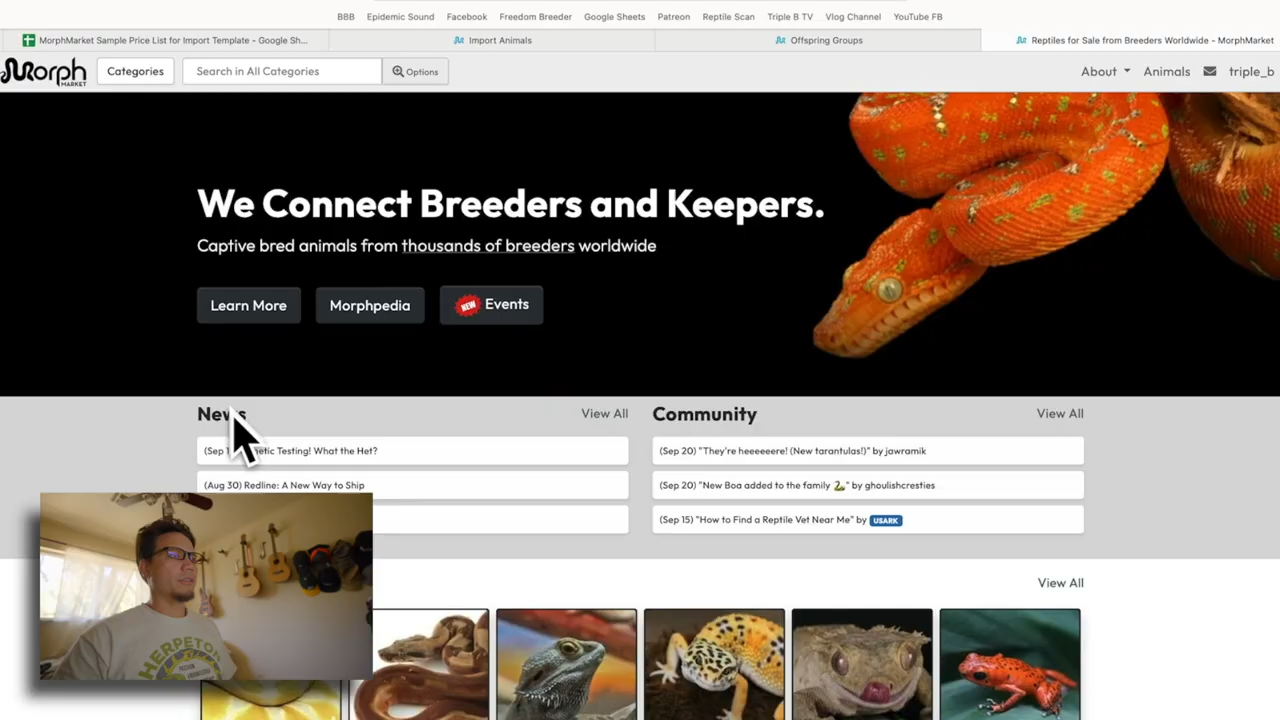 BBB Epidemic Sound Facebook Freedom Breeder Google Sheets Patreon Reptile Scan Triple B TV Vlog Channel YouTube FB
MorphMarket Sample Price List for Import Template - Google Sh... Import Animals Offspring Groups Reptiles for Sale from Breeders Worldwide - MorphMarket
Morph MARKET Categories Search in All Categories Options About Animals triple_b
We Connect Breeders and Keepers.
Captive bred animals from thousands of breeders worldwide
Learn More Morphpedia NEW Events
News View All Community View All
(Sep Testing! What the Het?
(Sep 20) "They're heeeeere! (New tarantulas!)" by jawramik
(Aug 30) Redline: A New Way to Ship
(Sep 20) "New Boa added to the family 🐍" by ghoulishcresties
(Sep 15) "How to Find a Reptile Vet Near Me" by USARK
View All
HERPETON